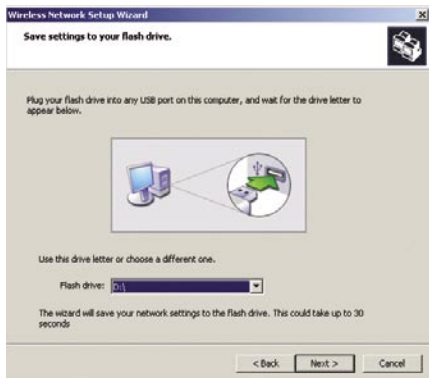 Wireless Network Setup Wizard
Save settings to your flash drive.
Plug your flash drive into any USB port on this computer, and wait for the drive letter to
appear below.
Use this drive letter or choose a different one.
Flash drive: D:\
The wizard will save your network settings to the flash drive. This could take up to 30
seconds
< Back Next > Cancel